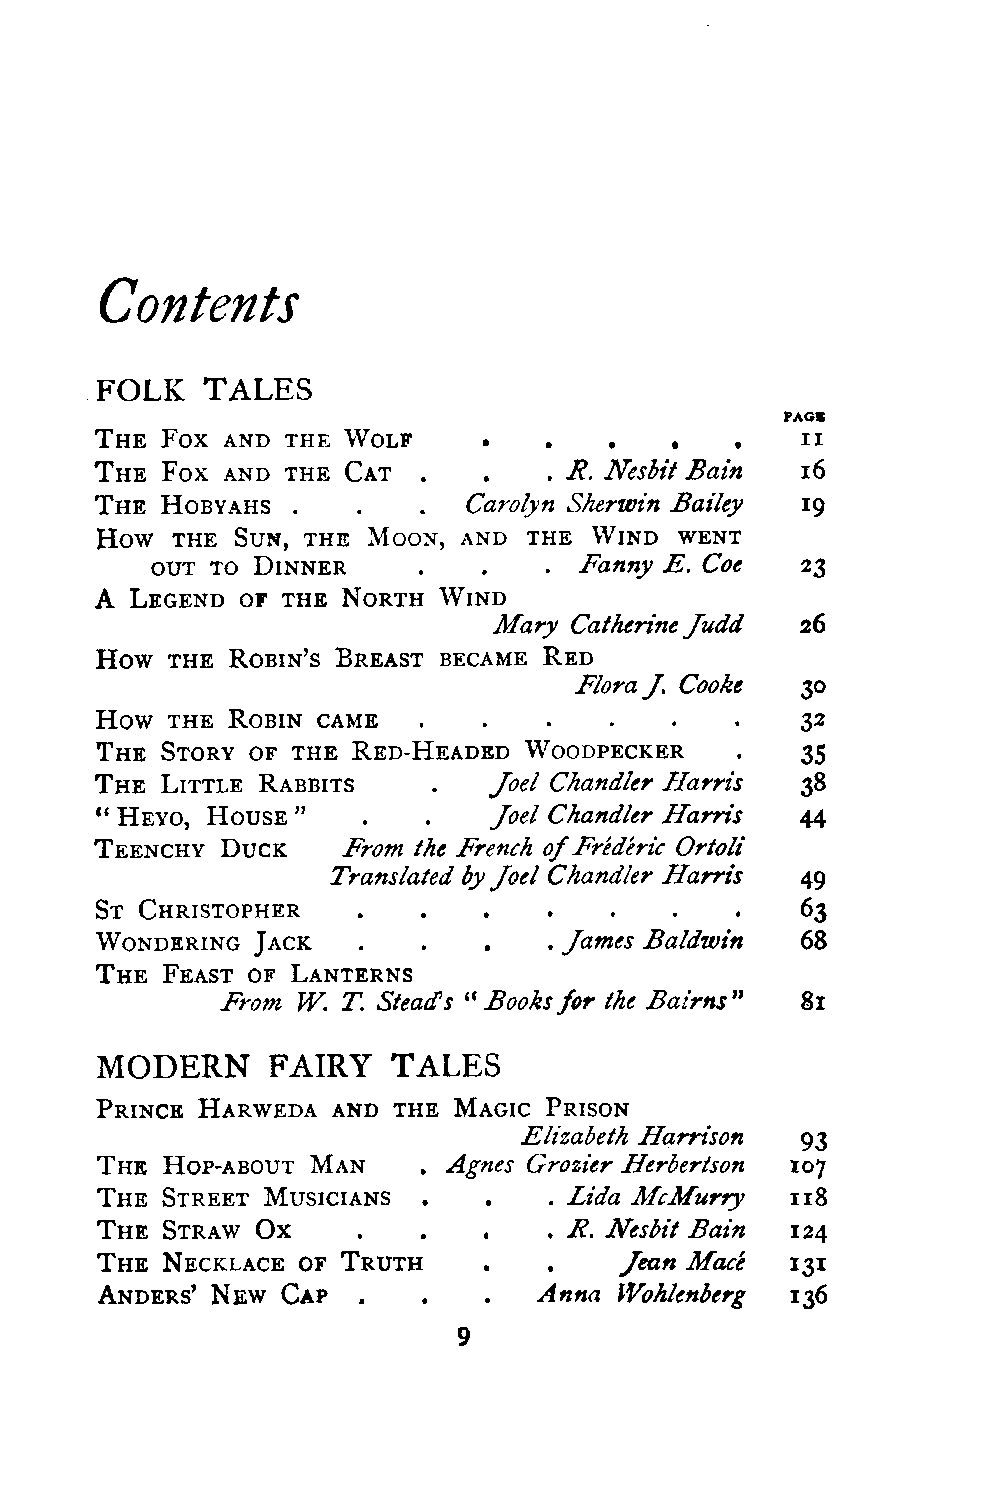 Contents
FOLK TALES
PAGE
THE FOX AND THE WOLF . . . . . 11
THE FOX AND THE CAT . . . R. Nesbit Bain 16
THE HOBYAHS . . . Carolyn Sherwin Bailey 19
HOW THE SUN, THE MOON, AND THE WIND WENT
OUT TO DINNER . . . Fanny E. Coe 23
A LEGEND OF THE NORTH WIND
Mary Catherine Judd 26
HOW THE ROBIN'S BREAST BECAME RED
Flora J. Cooke 30
HOW THE ROBIN CAME . . . . . . 32
THE STORY OF THE RED-HEADED WOODPECKER . 35
THE LITTLE RABBITS . Joel Chandler Harris 38
"HEYO, HOUSE" . . Joel Chandler Harris 44
TEENCHY DUCK From the French of Frédéric Ortoli
Translated by Joel Chandler Harris 49
ST CHRISTOPHER . . . . . . . 63
WONDERING JACK . . . . James Baldwin 68
THE FEAST OF LANTERNS
From W. T. Stead's "Books for the Bairns" 81
MODERN FAIRY TALES
PRINCE HARWEDA AND THE MAGIC PRISON
Elizabeth Harrison 93
THE HOP-ABOUT MAN . Agnes Grozier Herbertson 107
THE STREET MUSICIANS . . . Lida McMurry 118
THE STRAW OX . . . . R. Nesbit Bain 124
THE NECKLACE OF TRUTH . . Jean Macé 131
ANDERS' NEW CAP . . . Anna Wohlenberg 136
9